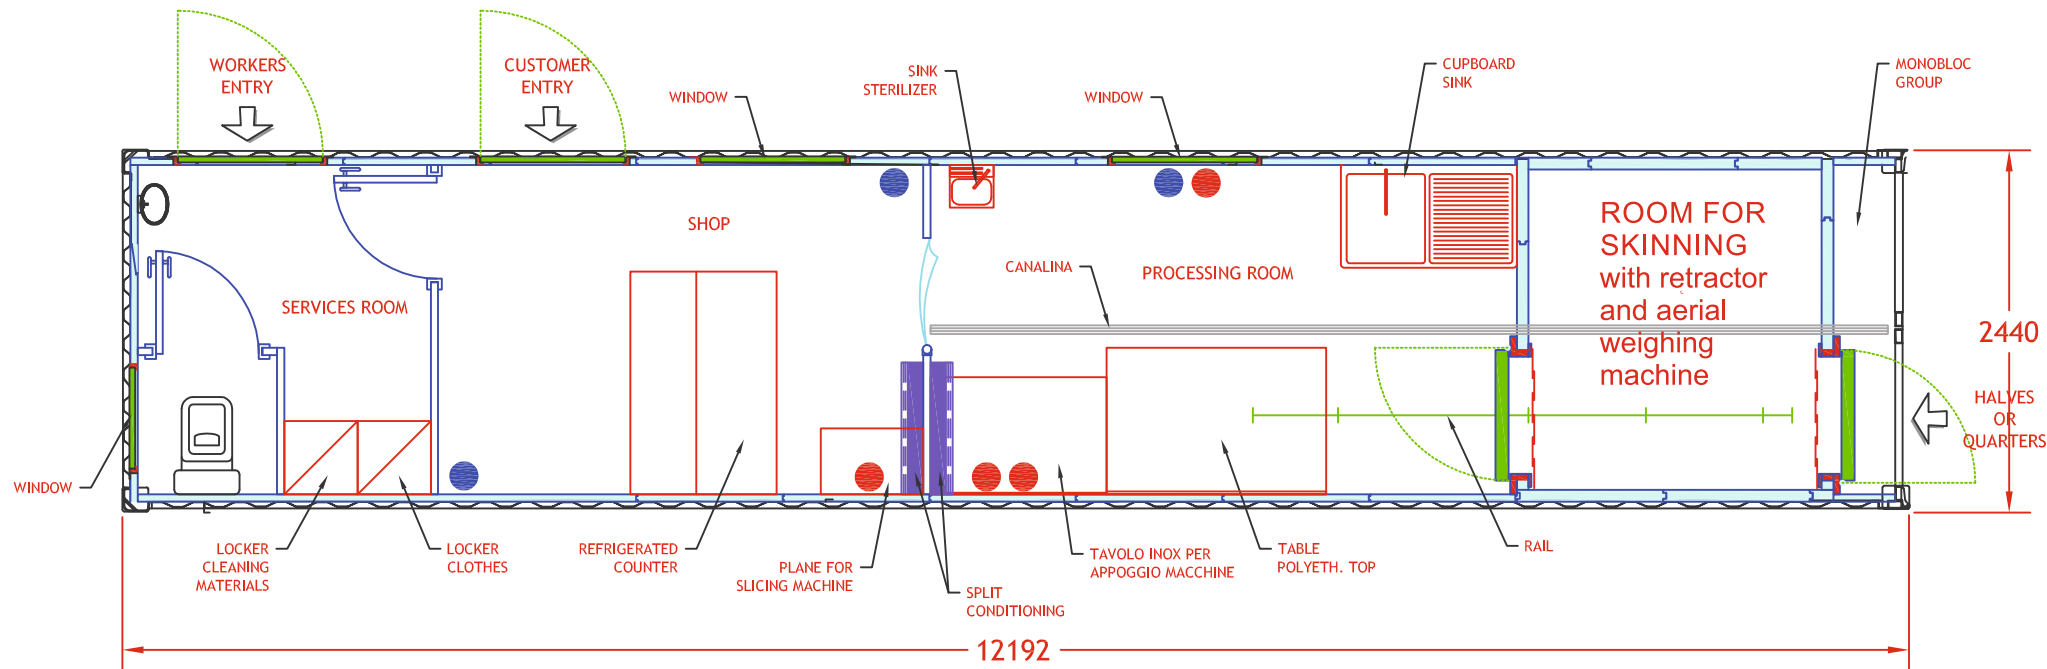 WORKERS
ENTRY
CUSTOMER
ENTRY
WINDOW
SINK
STERILIZER
WINDOW
CUPBOARD
SINK
MONOBLOC
GROUP
SHOP
SERVICES ROOM
CANALINA
PROCESSING ROOM
ROOM FOR
SKINNING
with retractor
and aerial
weighing
machine
2440
HALVES
OR
QUARTERS
WINDOW
LOCKER
CLEANING
MATERIALS
LOCKER
CLOTHES
REFRIGERATED
COUNTER
PLANE FOR
SLICING MACHINE
SPLIT
CONDITIONING
TAVOLO INOX PER
APPOGGIO MACCHINE
TABLE
POLYETH. TOP
RAIL
12192